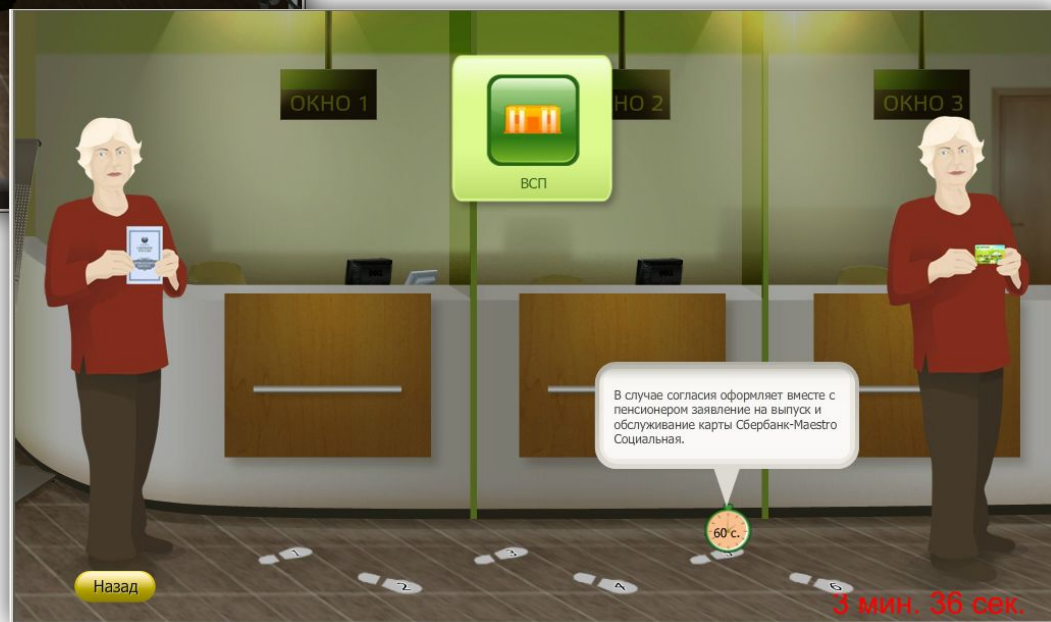 ОКНО 1
НО 2
ОКНО 3
ВСП
В случае согласия оформляет вместе с
пенсионером заявление на выпуск и
обслуживание карты Сбербанк-Maestro
Социальная.
60 с.
1
3
5
2
4
6
Назад
3 мин. 36 сек.